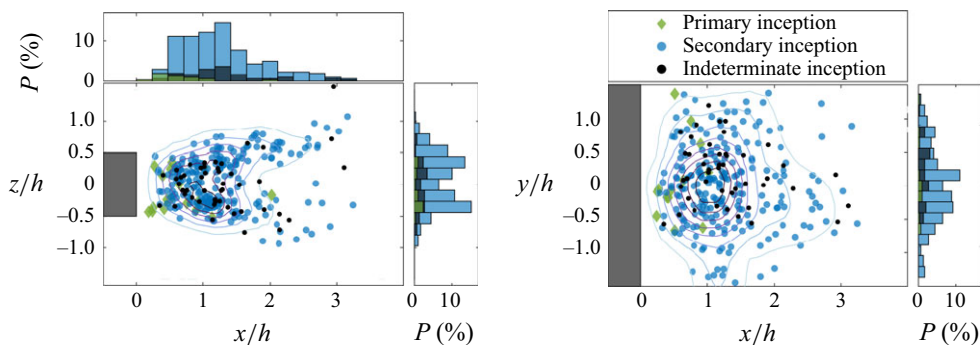 P (%)
10
0
1.0
0.5
0
–0.5
–1.0
z/h
0
1
2
3
x/h
0
10
P (%)
Primary inception
Secondary inception
Indeterminate inception
1.0
0.5
0
–0.5
–1.0
y/h
0
1
2
3
x/h
0
10
P (%)